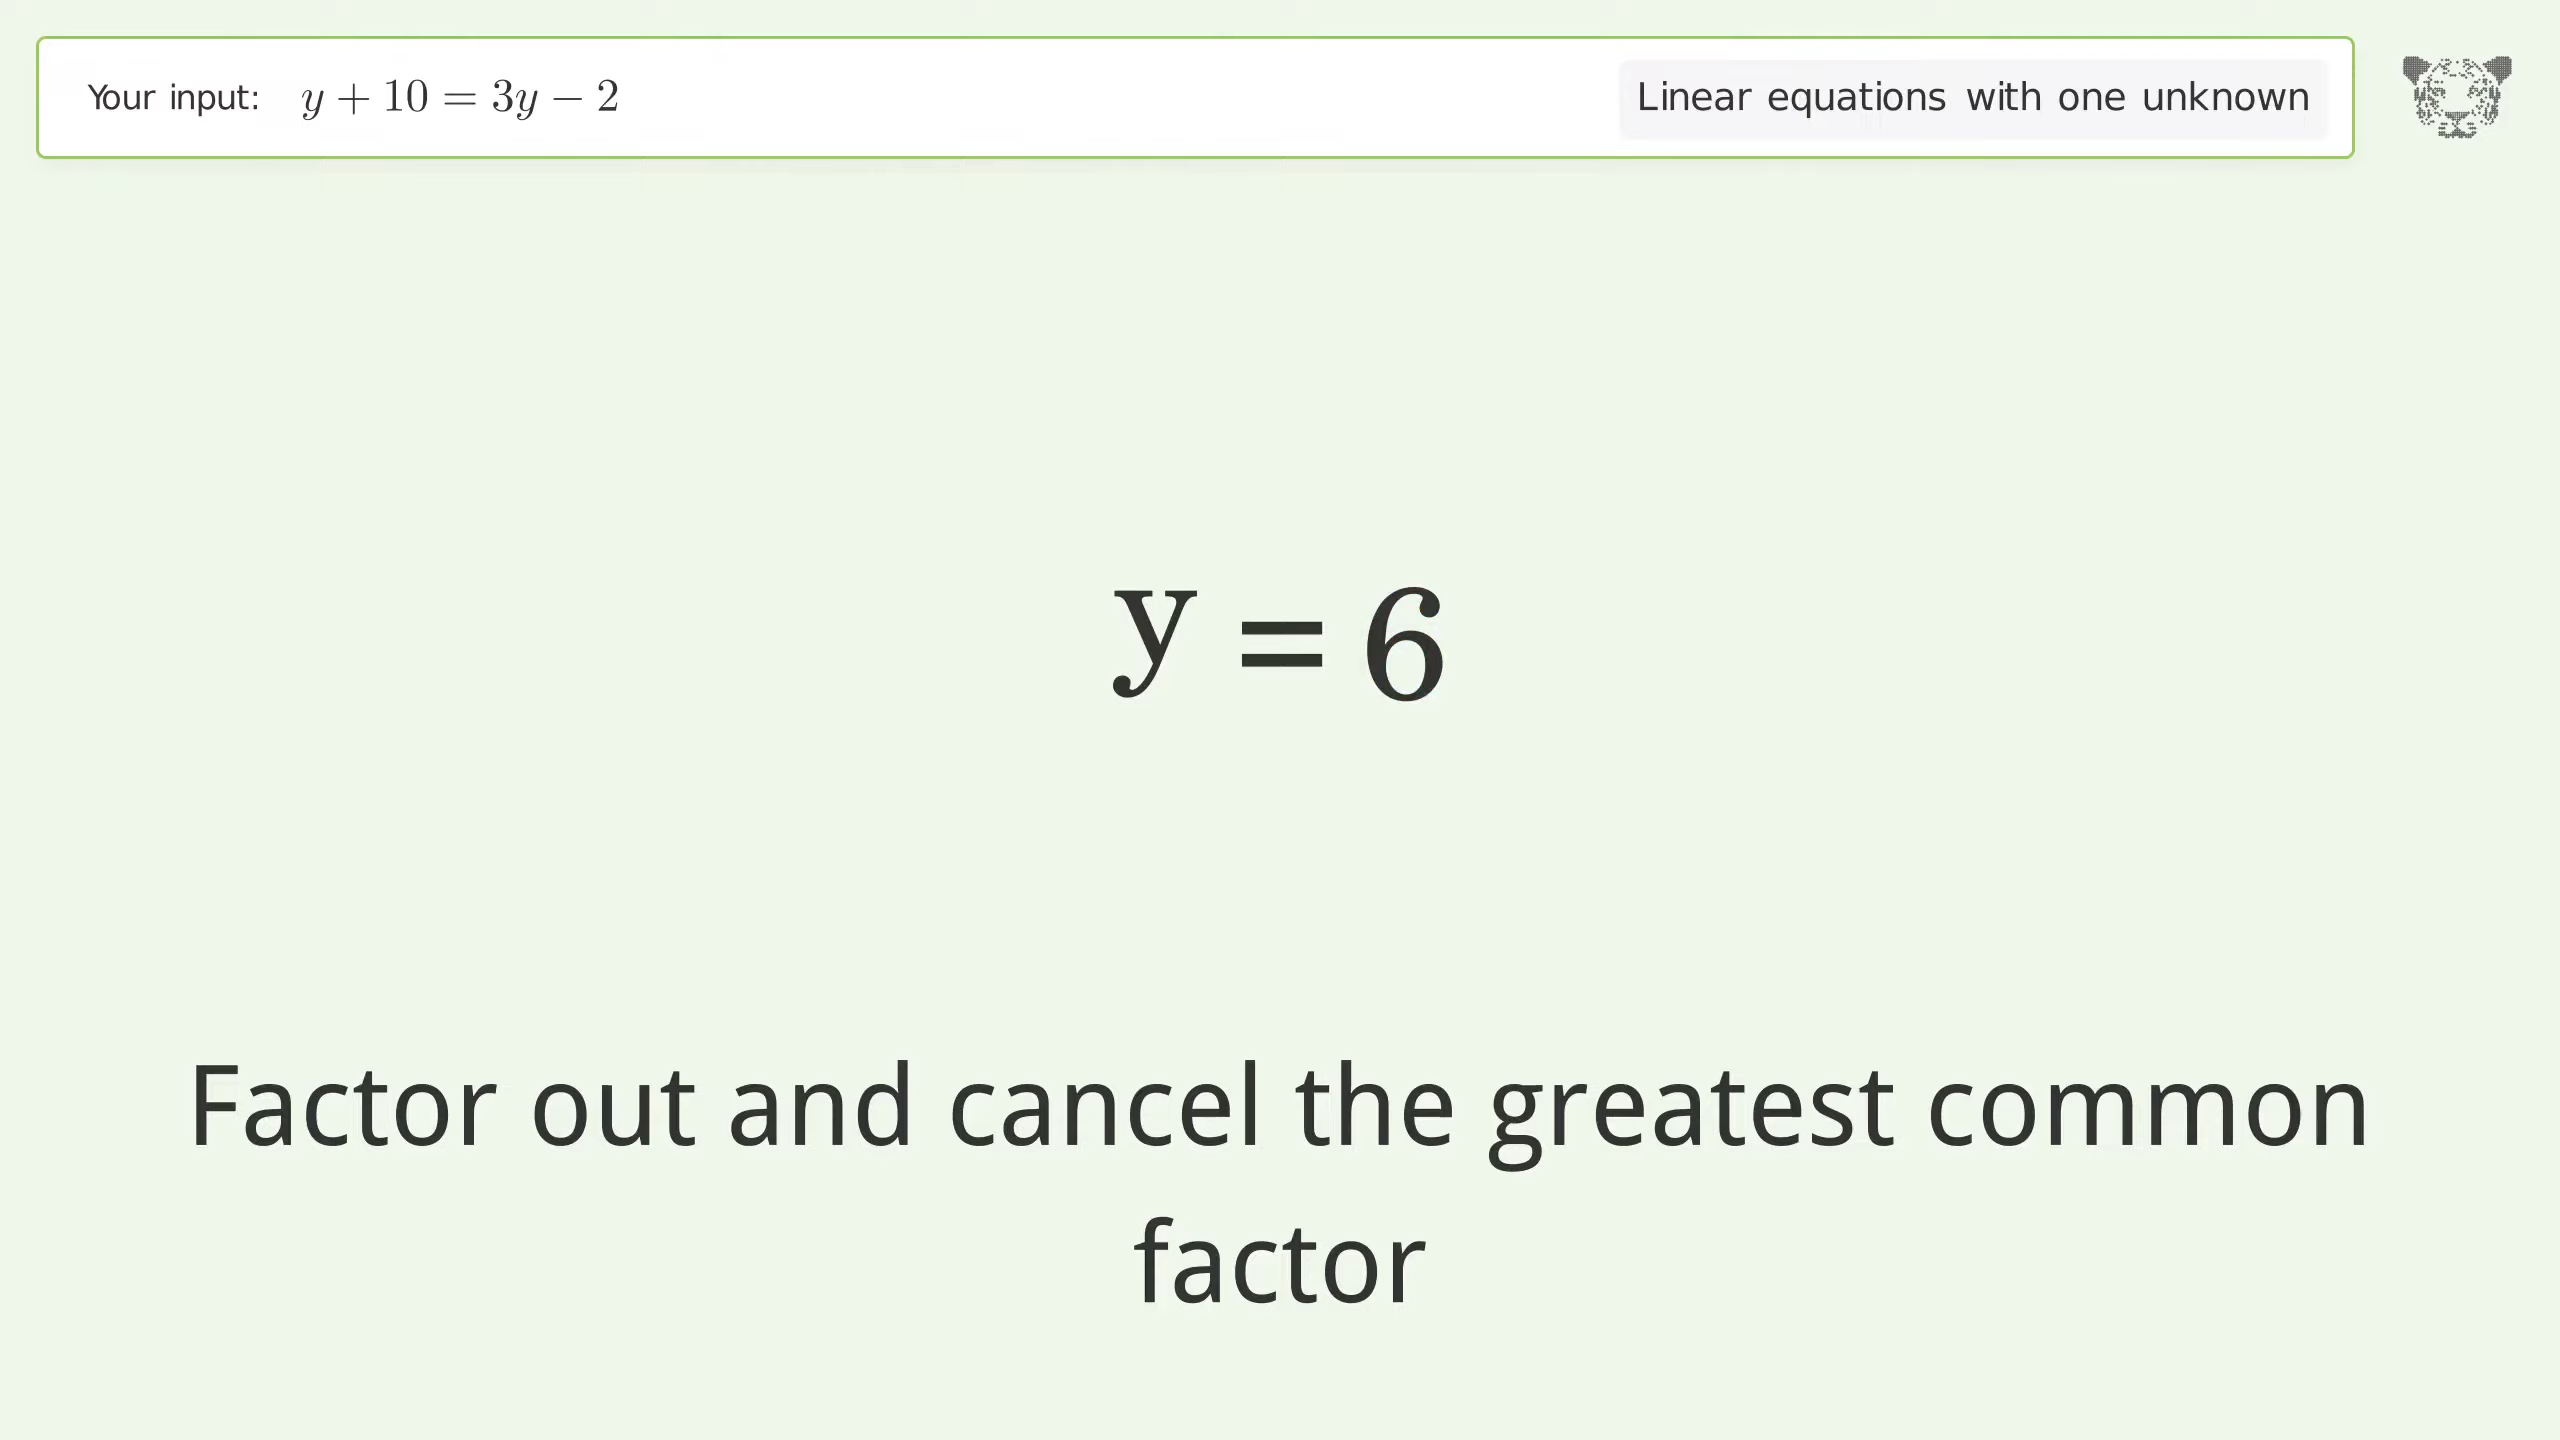 Your input: y + 10 = 3y − 2
Linear equations with one unknown
y = 6
Factor out and cancel the greatest common
factor